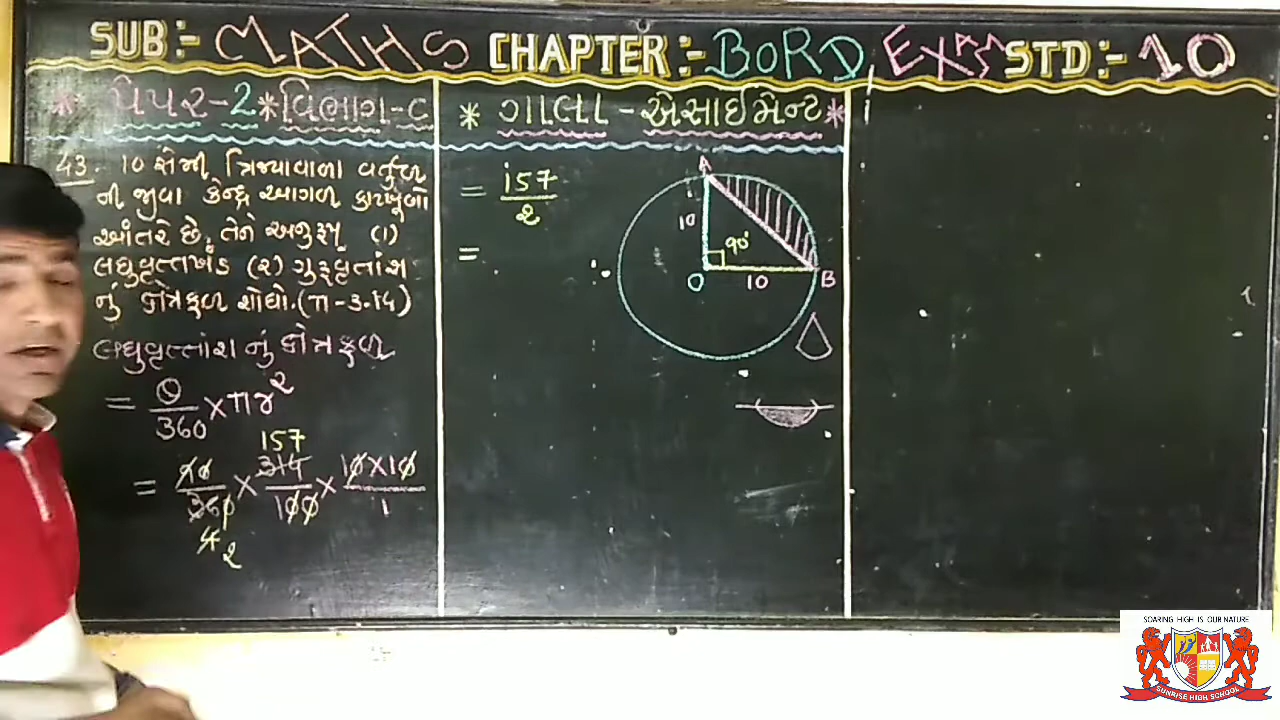 SUB:- MATHS CHAPTER:- BORD EXAM STD:- 10
* પેપર-2 * વિભાગ-C
* ગાલા - એસાઈમેન્ટ *
43. 10 સેમી ત્રિજ્યાવાળા વર્તુળ
ની જીવા કેન્દ્ર આગળ કાટખૂણો
આંતરે છે, તેને અનુરૂપ (1)
લઘુવૃત્તખંડ (૨) ગુરુવૃતાંશ
નું ક્ષેત્રફળ શોધો. (π-3.14)
લઘુવૃત્તાંશ નું ક્ષેત્રફળ
= θ/360 × πr²
157
= 90/360 × 314/100 × 10×10/1
4 2
= 157/2
=
A
10
90°
O
10
B
SOARING HIGH IS OUR NATURE
SUNRISE HIGH SCHOOL